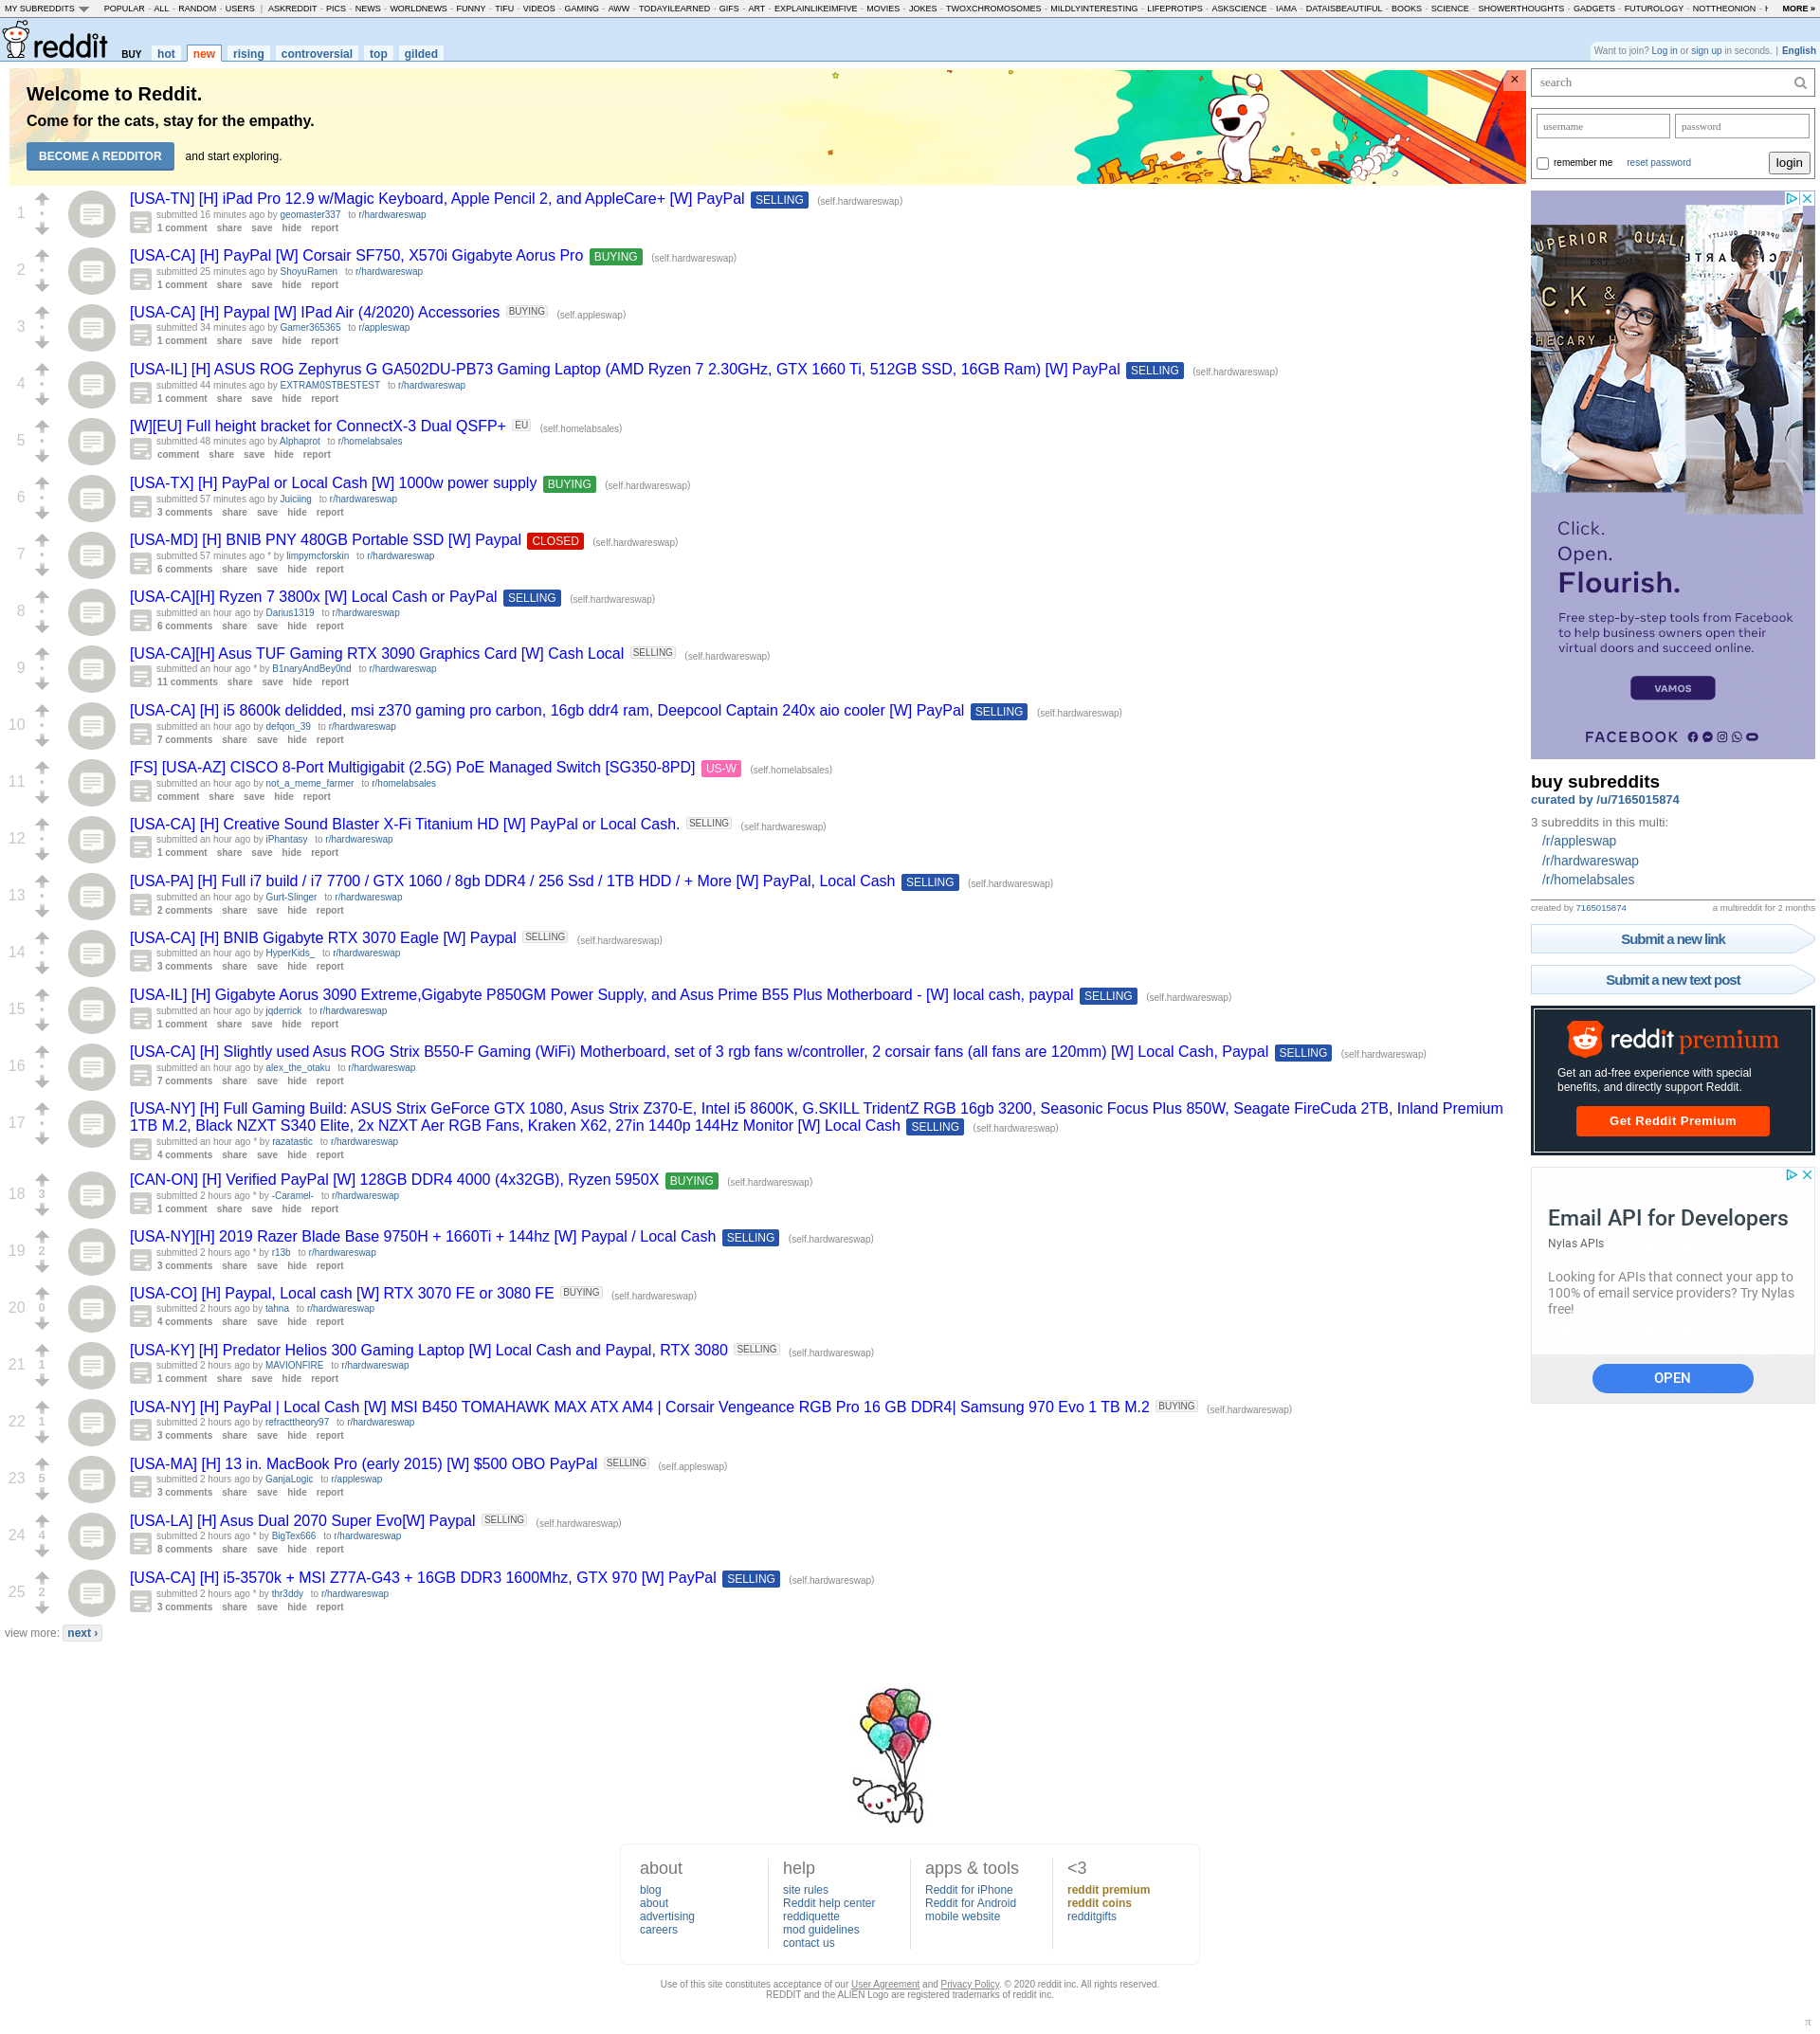 MY SUBREDDITS POPULAR - ALL - RANDOM - USERS | ASKREDDIT - PICS - NEWS - WORLDNEWS - FUNNY - TIFU - VIDEOS - GAMING - AWW - TODAYILEARNED - GIFS - ART - EXPLAINLIKEIMFIVE - MOVIES - JOKES - TWOXCHROMOSOMES - MILDLYINTERESTING - LIFEPROTIPS - ASKSCIENCE - IAMA - DATAISBEAUTIFUL - BOOKS - SCIENCE - SHOWERTHOUGHTS - GADGETS - FUTUROLOGY - NOTTHEONION - MORE »
reddit BUY hot new rising controversial top gilded
Want to join? Log in or sign up in seconds. | English
Welcome to Reddit.
Come for the cats, stay for the empathy.
BECOME A REDDITOR and start exploring.
×
1
[USA-TN] [H] iPad Pro 12.9 w/Magic Keyboard, Apple Pencil 2, and AppleCare+ [W] PayPal SELLING (self.hardwareswap)
submitted 16 minutes ago by geomaster337 to r/hardwareswap
1 comment share save hide report
2
[USA-CA] [H] PayPal [W] Corsair SF750, X570i Gigabyte Aorus Pro BUYING (self.hardwareswap)
submitted 25 minutes ago by ShoyuRamen to r/hardwareswap
1 comment share save hide report
3
[USA-CA] [H] Paypal [W] IPad Air (4/2020) Accessories BUYING (self.appleswap)
submitted 34 minutes ago by Gamer365365 to r/appleswap
1 comment share save hide report
4
[USA-IL] [H] ASUS ROG Zephyrus G GA502DU-PB73 Gaming Laptop (AMD Ryzen 7 2.30GHz, GTX 1660 Ti, 512GB SSD, 16GB Ram) [W] PayPal SELLING (self.hardwareswap)
submitted 44 minutes ago by EXTRAM0STBESTEST to r/hardwareswap
1 comment share save hide report
5
[W][EU] Full height bracket for ConnectX-3 Dual QSFP+ EU (self.homelabsales)
submitted 48 minutes ago by Alphaprot to r/homelabsales
comment share save hide report
6
[USA-TX] [H] PayPal or Local Cash [W] 1000w power supply BUYING (self.hardwareswap)
submitted 57 minutes ago by Juiciing to r/hardwareswap
3 comments share save hide report
7
[USA-MD] [H] BNIB PNY 480GB Portable SSD [W] Paypal CLOSED (self.hardwareswap)
submitted 57 minutes ago * by limpymcforskin to r/hardwareswap
6 comments share save hide report
8
[USA-CA][H] Ryzen 7 3800x [W] Local Cash or PayPal SELLING (self.hardwareswap)
submitted an hour ago by Darius1319 to r/hardwareswap
6 comments share save hide report
9
[USA-CA][H] Asus TUF Gaming RTX 3090 Graphics Card [W] Cash Local SELLING (self.hardwareswap)
submitted an hour ago * by B1naryAndBey0nd to r/hardwareswap
11 comments share save hide report
10
[USA-CA] [H] i5 8600k delidded, msi z370 gaming pro carbon, 16gb ddr4 ram, Deepcool Captain 240x aio cooler [W] PayPal SELLING (self.hardwareswap)
submitted an hour ago by defqon_39 to r/hardwareswap
7 comments share save hide report
11
[FS] [USA-AZ] CISCO 8-Port Multigigabit (2.5G) PoE Managed Switch [SG350-8PD] US-W (self.homelabsales)
submitted an hour ago by not_a_meme_farmer to r/homelabsales
comment share save hide report
12
[USA-CA] [H] Creative Sound Blaster X-Fi Titanium HD [W] PayPal or Local Cash. SELLING (self.hardwareswap)
submitted an hour ago by iPhantasy to r/hardwareswap
1 comment share save hide report
13
[USA-PA] [H] Full i7 build / i7 7700 / GTX 1060 / 8gb DDR4 / 256 Ssd / 1TB HDD / + More [W] PayPal, Local Cash SELLING (self.hardwareswap)
submitted an hour ago by Gurt-Slinger to r/hardwareswap
2 comments share save hide report
14
[USA-CA] [H] BNIB Gigabyte RTX 3070 Eagle [W] Paypal SELLING (self.hardwareswap)
submitted an hour ago by HyperKids_ to r/hardwareswap
3 comments share save hide report
15
[USA-IL] [H] Gigabyte Aorus 3090 Extreme,Gigabyte P850GM Power Supply, and Asus Prime B55 Plus Motherboard - [W] local cash, paypal SELLING (self.hardwareswap)
submitted an hour ago by jqderrick to r/hardwareswap
1 comment share save hide report
16
[USA-CA] [H] Slightly used Asus ROG Strix B550-F Gaming (WiFi) Motherboard, set of 3 rgb fans w/controller, 2 corsair fans (all fans are 120mm) [W] Local Cash, Paypal SELLING (self.hardwareswap)
submitted an hour ago by alex_the_otaku to r/hardwareswap
7 comments share save hide report
17
[USA-NY] [H] Full Gaming Build: ASUS Strix GeForce GTX 1080, Asus Strix Z370-E, Intel i5 8600K, G.SKILL TridentZ RGB 16gb 3200, Seasonic Focus Plus 850W, Seagate FireCuda 2TB, Inland Premium
1TB M.2, Black NZXT S340 Elite, 2x NZXT Aer RGB Fans, Kraken X62, 27in 1440p 144Hz Monitor [W] Local Cash SELLING (self.hardwareswap)
submitted an hour ago * by razatastic to r/hardwareswap
4 comments share save hide report
18 3
[CAN-ON] [H] Verified PayPal [W] 128GB DDR4 4000 (4x32GB), Ryzen 5950X BUYING (self.hardwareswap)
submitted 2 hours ago * by -Caramel- to r/hardwareswap
1 comment share save hide report
19 2
[USA-NY][H] 2019 Razer Blade Base 9750H + 1660Ti + 144hz [W] Paypal / Local Cash SELLING (self.hardwareswap)
submitted 2 hours ago * by r13b to r/hardwareswap
3 comments share save hide report
20 0
[USA-CO] [H] Paypal, Local cash [W] RTX 3070 FE or 3080 FE BUYING (self.hardwareswap)
submitted 2 hours ago by tahna to r/hardwareswap
4 comments share save hide report
21 1
[USA-KY] [H] Predator Helios 300 Gaming Laptop [W] Local Cash and Paypal, RTX 3080 SELLING (self.hardwareswap)
submitted 2 hours ago by MAVIONFIRE to r/hardwareswap
1 comment share save hide report
22 1
[USA-NY] [H] PayPal | Local Cash [W] MSI B450 TOMAHAWK MAX ATX AM4 | Corsair Vengeance RGB Pro 16 GB DDR4| Samsung 970 Evo 1 TB M.2 BUYING (self.hardwareswap)
submitted 2 hours ago by refracttheory97 to r/hardwareswap
3 comments share save hide report
23 5
[USA-MA] [H] 13 in. MacBook Pro (early 2015) [W] $500 OBO PayPal SELLING (self.appleswap)
submitted 2 hours ago by GanjaLogic to r/appleswap
3 comments share save hide report
24 4
[USA-LA] [H] Asus Dual 2070 Super Evo[W] Paypal SELLING (self.hardwareswap)
submitted 2 hours ago * by BigTex666 to r/hardwareswap
8 comments share save hide report
25 2
[USA-CA] [H] i5-3570k + MSI Z77A-G43 + 16GB DDR3 1600Mhz, GTX 970 [W] PayPal SELLING (self.hardwareswap)
submitted 2 hours ago * by thr3ddy to r/hardwareswap
3 comments share save hide report
view more: next ›
search
username password
remember me reset password login
Click.
Open.
Flourish.
Free step-by-step tools from Facebook
to help business owners open their
virtual doors and succeed online.
VAMOS
FACEBOOK
buy subreddits
curated by /u/7165015874
3 subreddits in this multi:
/r/appleswap
/r/hardwareswap
/r/homelabsales
created by 7165015874 a multireddit for 2 months
Submit a new link
Submit a new text post
reddit premium
Get an ad-free experience with special
benefits, and directly support Reddit.
Get Reddit Premium
Email API for Developers
Nylas APIs
Looking for APIs that connect your app to
100% of email service providers? Try Nylas
free!
OPEN
about
blog
about
advertising
careers
help
site rules
Reddit help center
reddiquette
mod guidelines
contact us
apps & tools
Reddit for iPhone
Reddit for Android
mobile website
<3
reddit premium
reddit coins
redditgifts
Use of this site constitutes acceptance of our User Agreement and Privacy Policy. © 2020 reddit inc. All rights reserved.
REDDIT and the ALIEN Logo are registered trademarks of reddit inc.
π